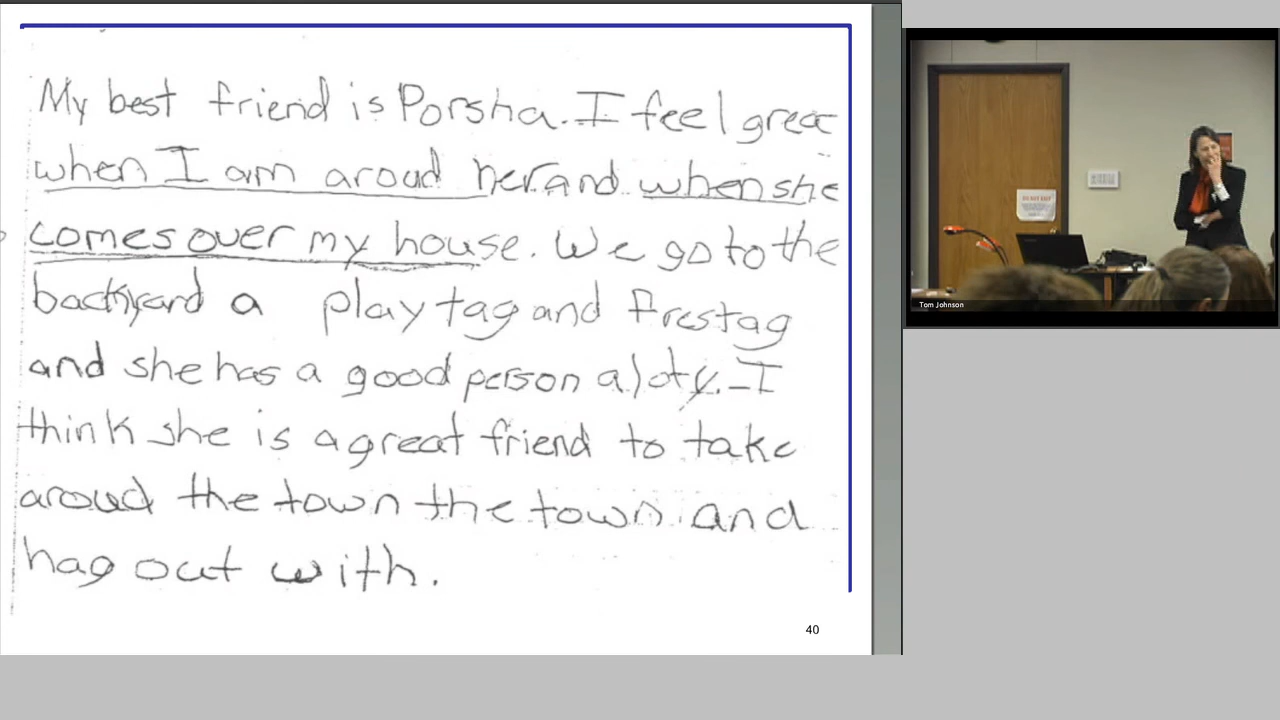 My best friend is Porsha. I feel great
when I am aroud her and when she
comes over my house. We go to the
backyard a play tag and frestag
and she has a good person alot. I
think she is a great friend to take
aroud the town the town and
hag out with.
40
Tom Johnson